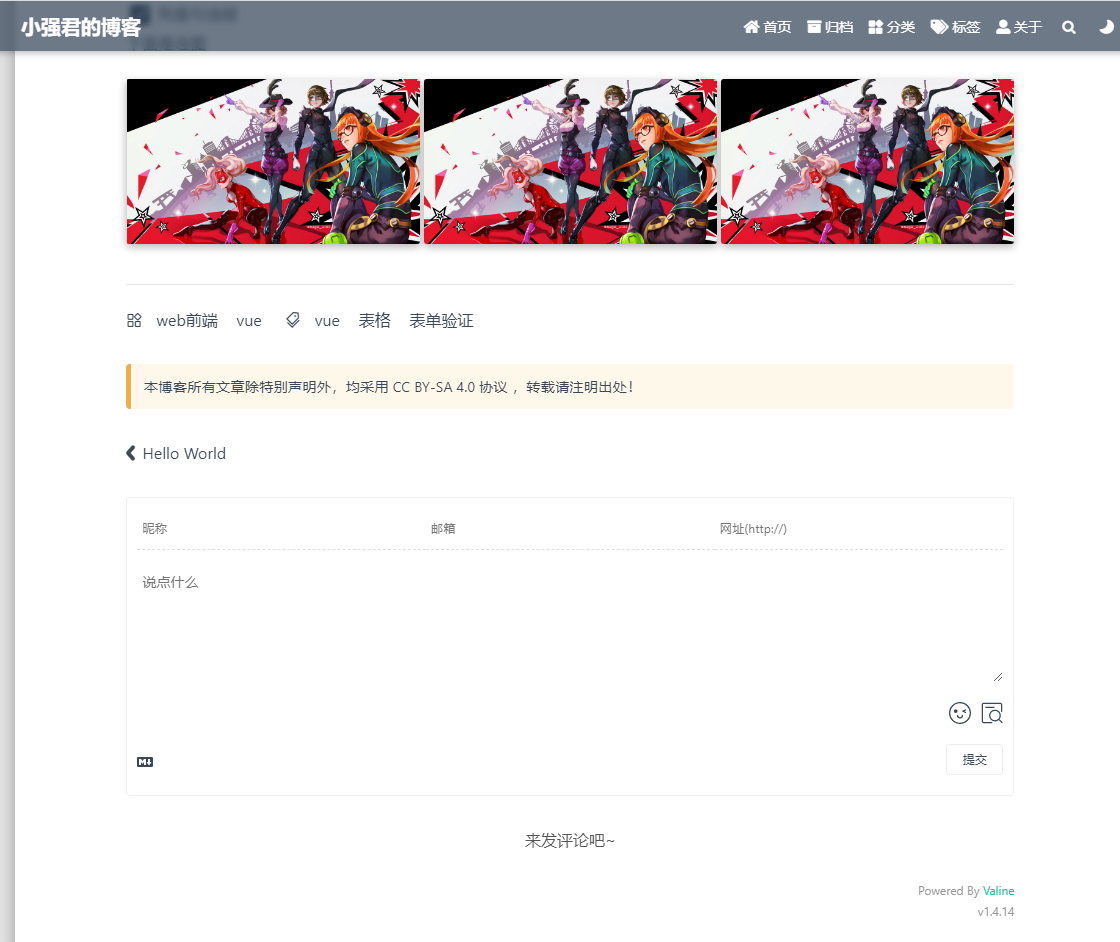 小强君的博客 首页 归档 分类 标签 关于
web前端 vue vue 表格 表单验证
本博客所有文章除特别声明外，均采用 CC BY-SA 4.0 协议 ，转载请注明出处！
Hello World
昵称 邮箱 网址(http://)
说点什么
M↓
提交
来发评论吧~
Powered By Valine
v1.4.14